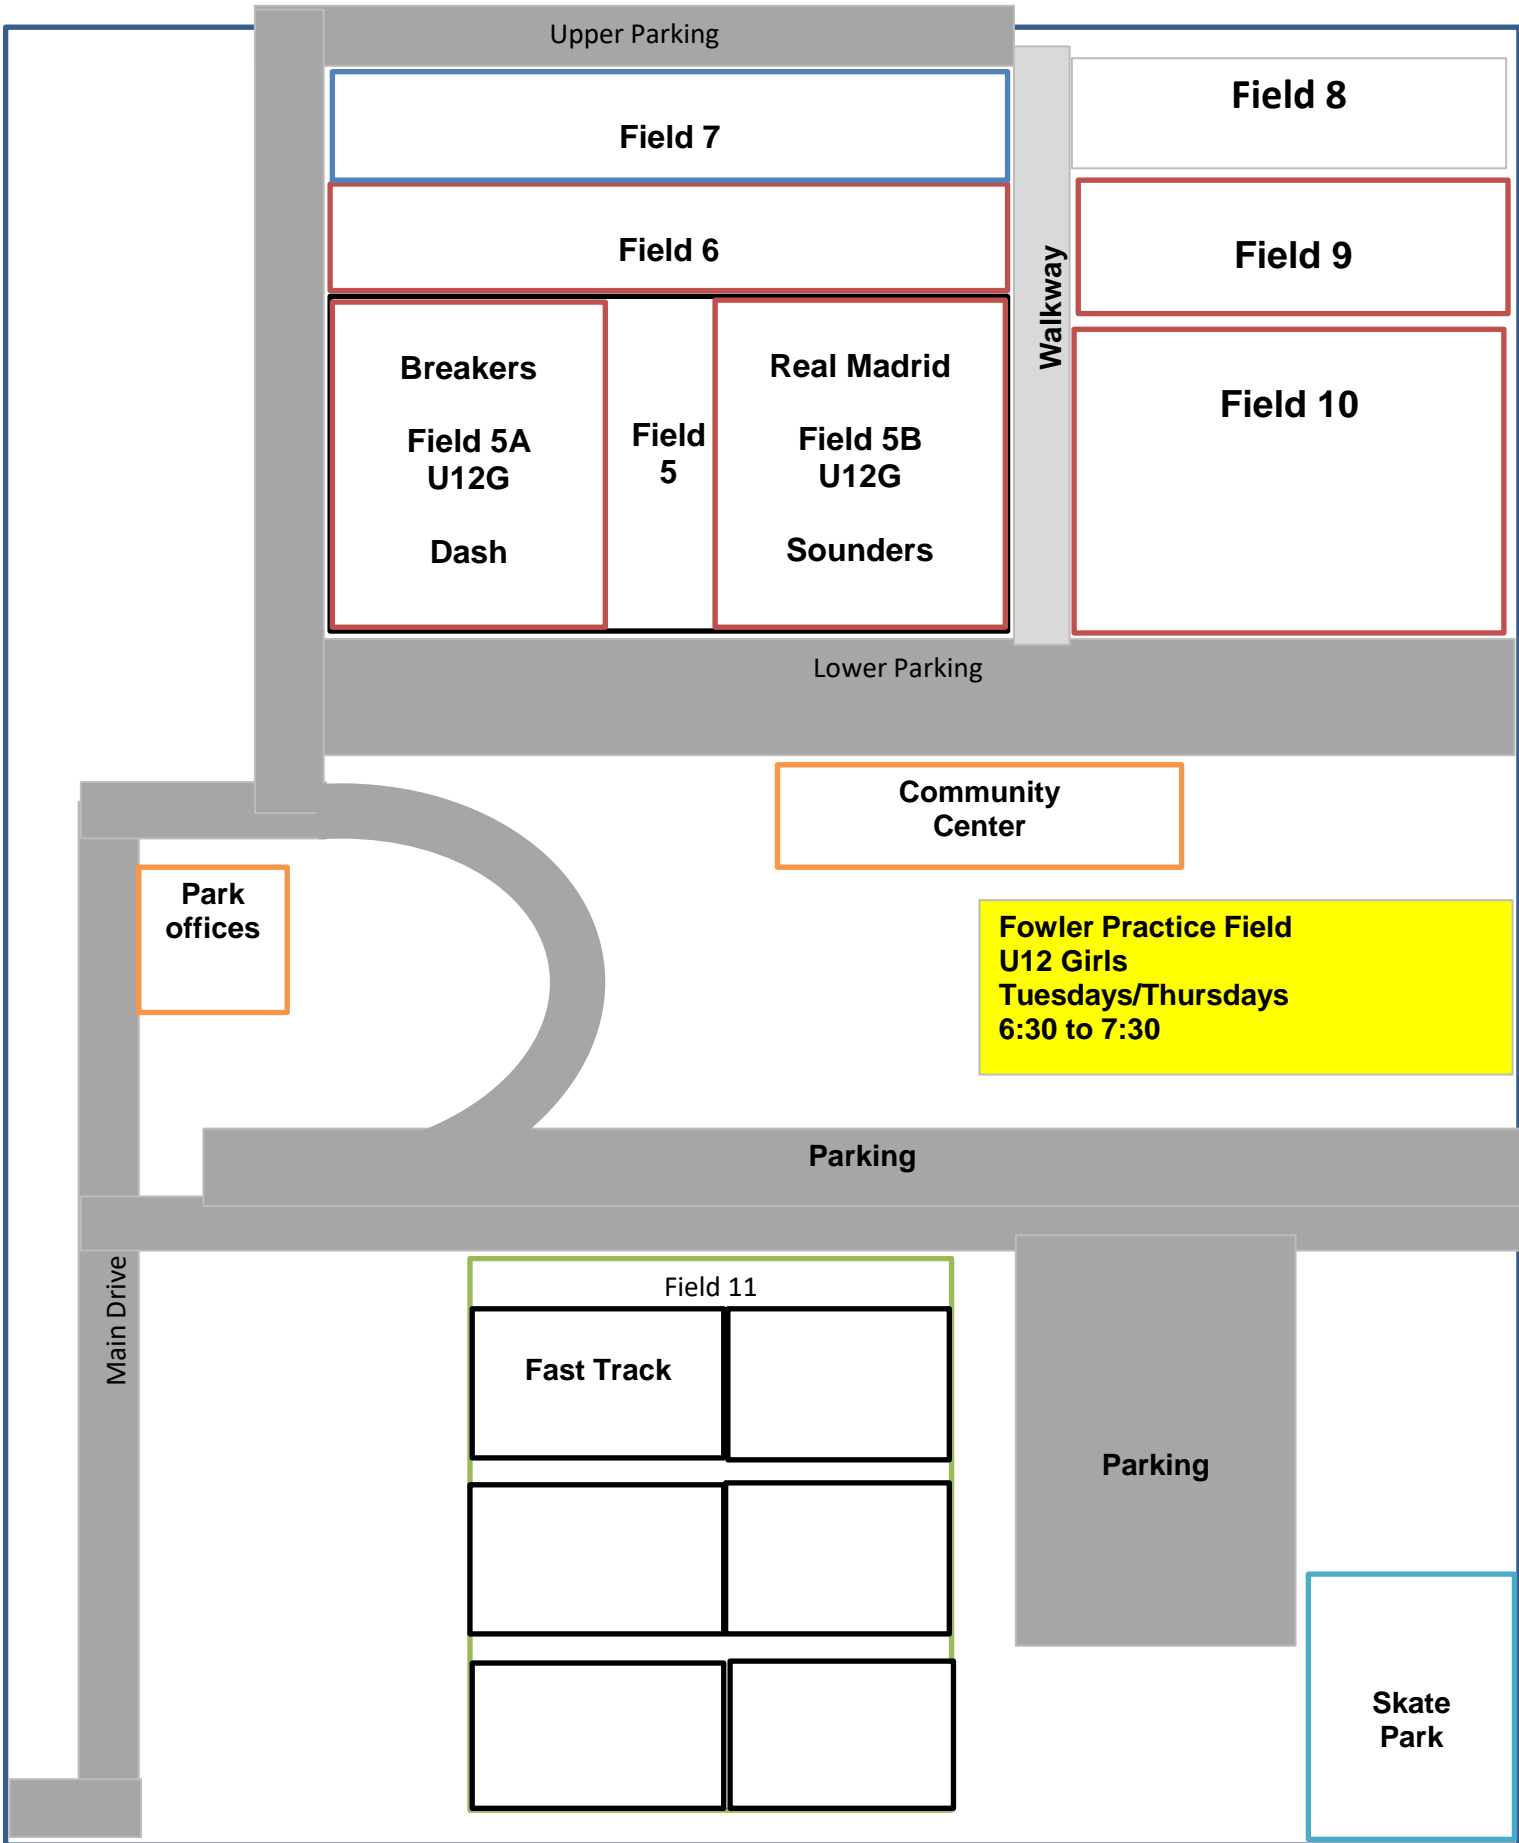 Upper Parking
Field 7
Field 8
Field 6
Walkway
Field 9
Breakers
Field 5A
U12G
Dash
Field
5
Real Madrid
Field 5B
U12G
Sounders
Field 10
Lower Parking
Community
Center
Park
offices
Fowler Practice Field
U12 Girls
Tuesdays/Thursdays
6:30 to 7:30
Parking
Main Drive
Field 11
Fast Track
Parking
Skate
Park